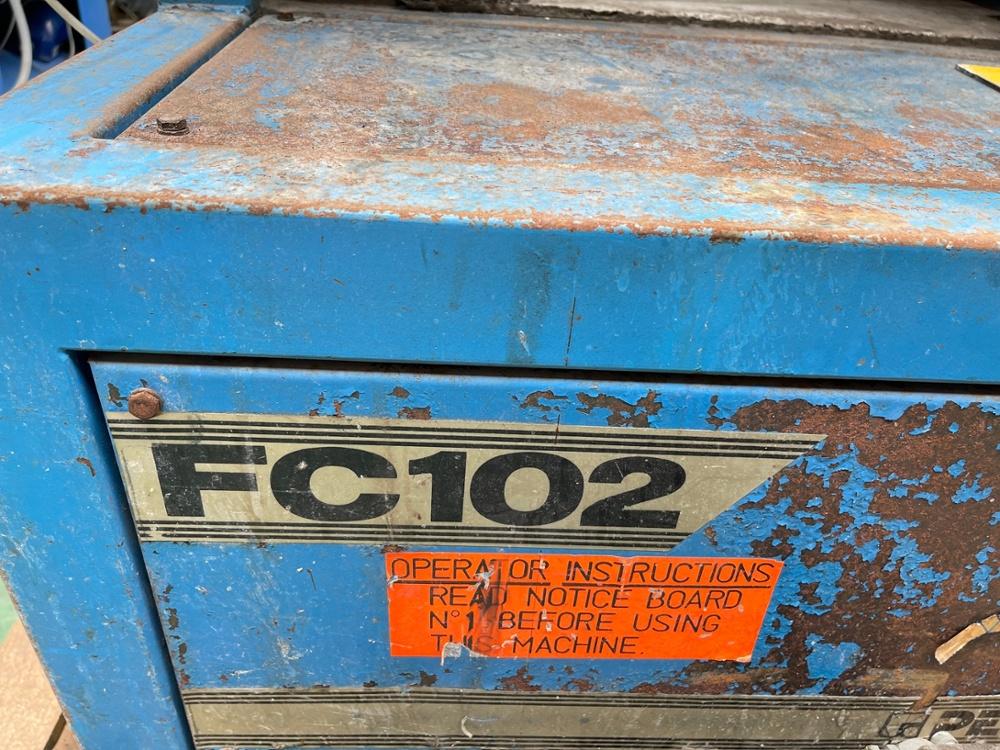 FC102
OPERATOR INSTRUCTIONS
READ NOTICE BOARD
N° 1 BEFORE USING
THIS MACHINE.